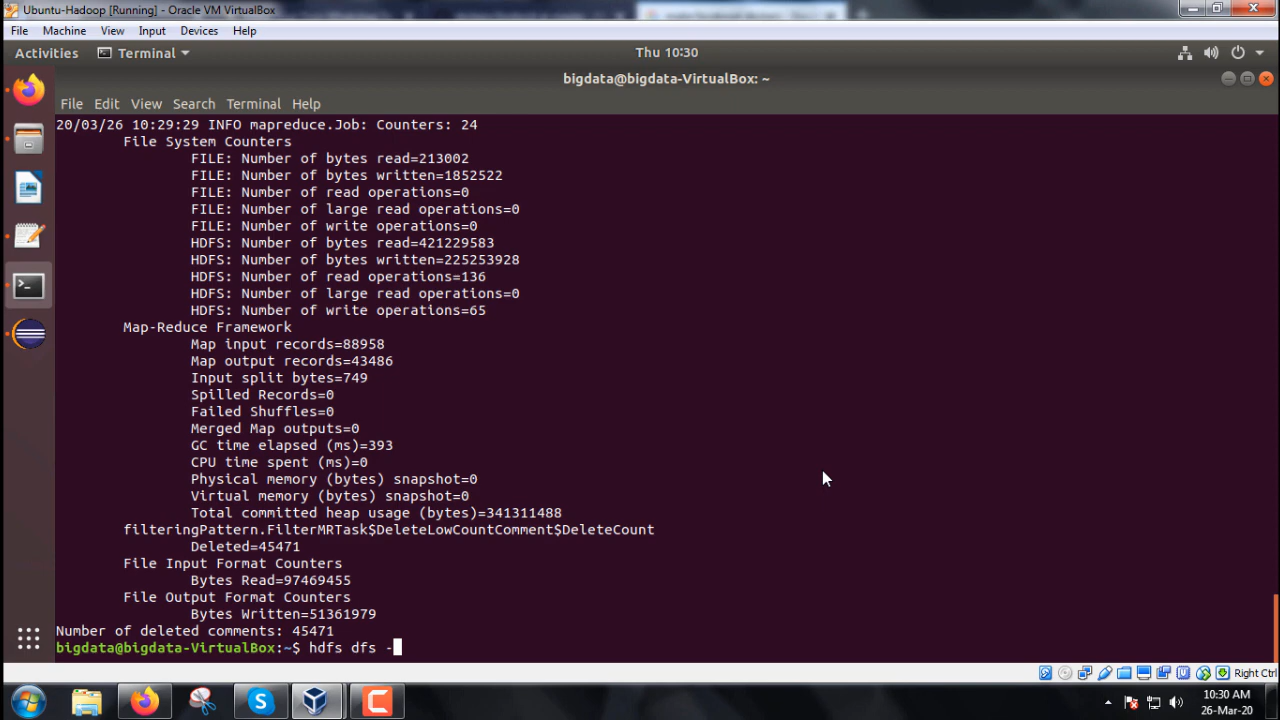 Ubuntu-Hadoop [Running] - Oracle VM VirtualBox
File Machine View Input Devices Help
Activities Terminal Thu 10:30
bigdata@bigdata-VirtualBox: ~
File Edit View Search Terminal Help
20/03/26 10:29:29 INFO mapreduce.Job: Counters: 24
File System Counters
FILE: Number of bytes read=213002
FILE: Number of bytes written=1852522
FILE: Number of read operations=0
FILE: Number of large read operations=0
FILE: Number of write operations=0
HDFS: Number of bytes read=421229583
HDFS: Number of bytes written=225253928
HDFS: Number of read operations=136
HDFS: Number of large read operations=0
HDFS: Number of write operations=65
Map-Reduce Framework
Map input records=88958
Map output records=43486
Input split bytes=749
Spilled Records=0
Failed Shuffles=0
Merged Map outputs=0
GC time elapsed (ms)=393
CPU time spent (ms)=0
Physical memory (bytes) snapshot=0
Virtual memory (bytes) snapshot=0
Total committed heap usage (bytes)=341311488
filteringPattern.FilterMRTask$DeleteLowCountComment$DeleteCount
Deleted=45471
File Input Format Counters
Bytes Read=97469455
File Output Format Counters
Bytes Written=51361979
Number of deleted comments: 45471
bigdata@bigdata-VirtualBox:~$ hdfs dfs -
Right Ctrl
10:30 AM
26-Mar-20